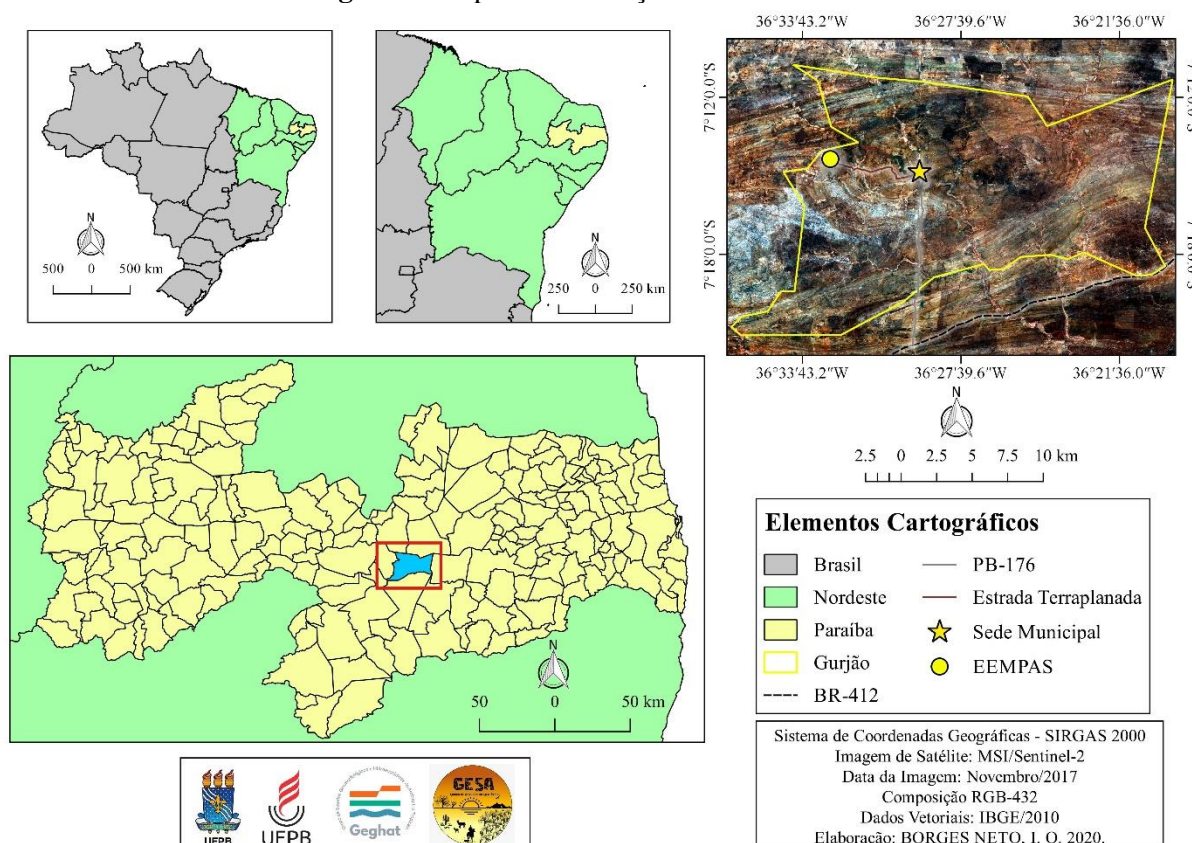 36°33'43.2"W 36°27'39.6"W 36°21'36.0"W
7°12'0.0"S
7°18'0.0"S
N
500 0 500 km
N
250 0 250 km
36°33'43.2"W 36°27'39.6"W 36°21'36.0"W
N
2.5 0 2.5 5 7.5 10 km
N
50 0 50 km
Elementos Cartográficos
Brasil
Nordeste
Paraíba
Gurjão
BR-412
PB-176
Estrada Terraplanada
Sede Municipal
EEMPAS
Sistema de Coordenadas Geográficas - SIRGAS 2000
Imagem de Satélite: MSI/Sentinel-2
Data da Imagem: Novembro/2017
Composição RGB-432
Dados Vetoriais: IBGE/2010
Elaboração: BORGES NETO, I. O. 2020.
UFPB
UFPB
Geghat
GESA